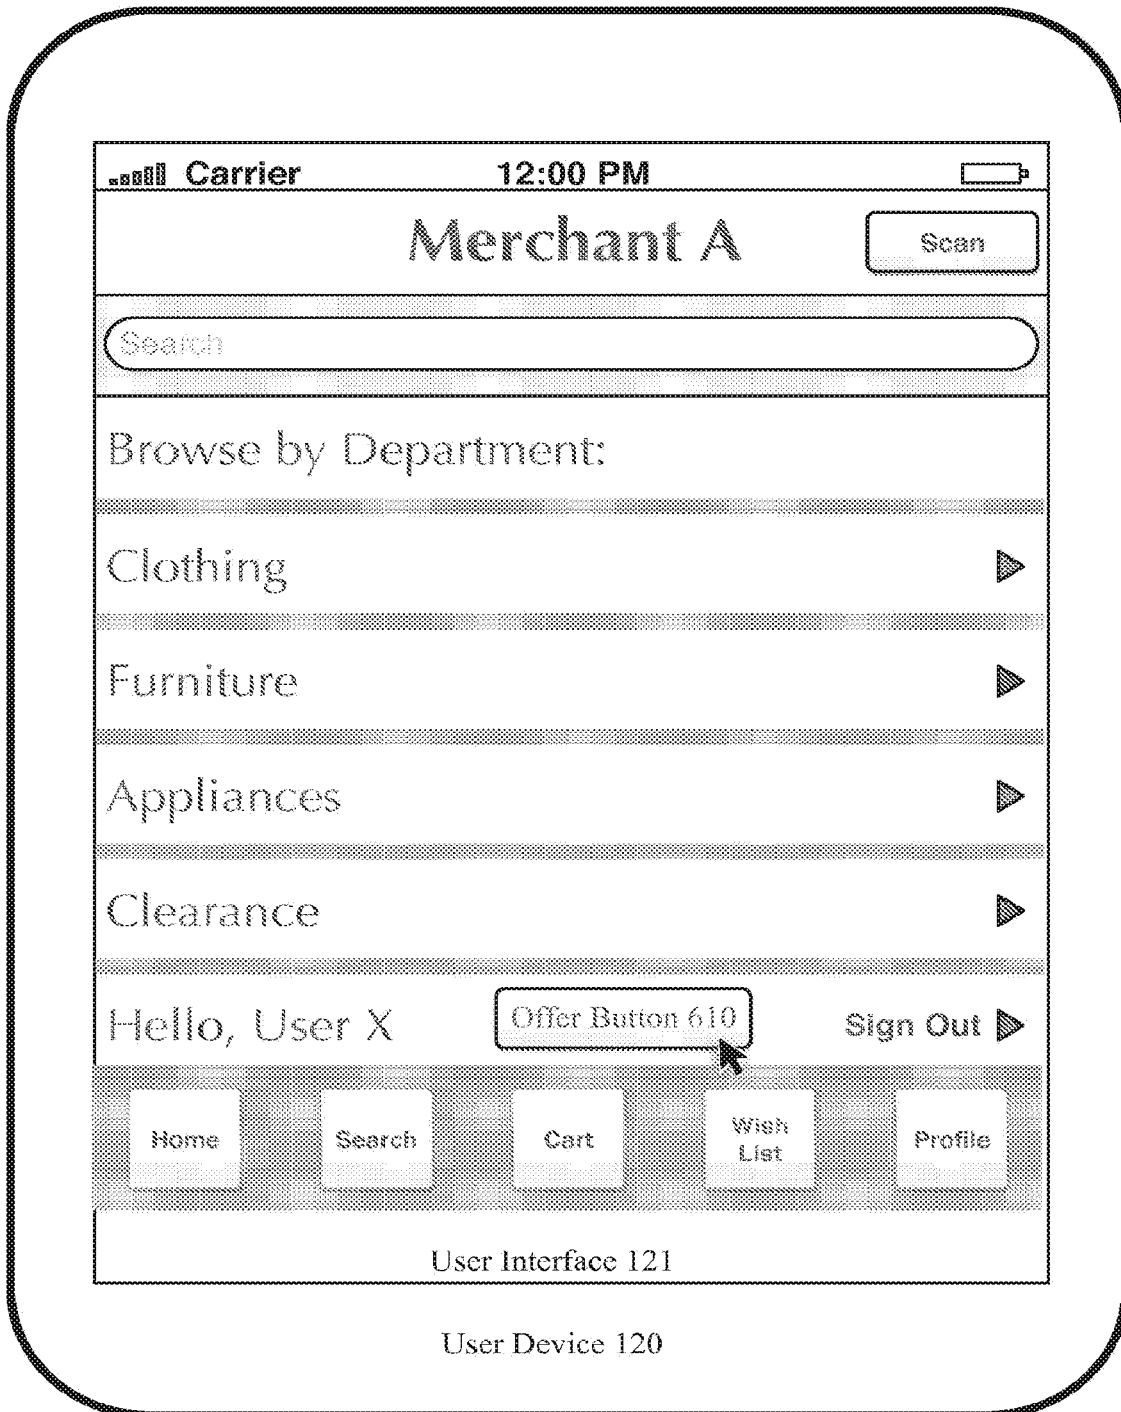 Carrier 12:00 PM
Merchant A Scan
Search
Browse by Department:
Clothing
Furniture
Appliances
Clearance
Hello, User X Offer Button 610 Sign Out
Home Search Cart Wish List Profile
User Interface 121
User Device 120